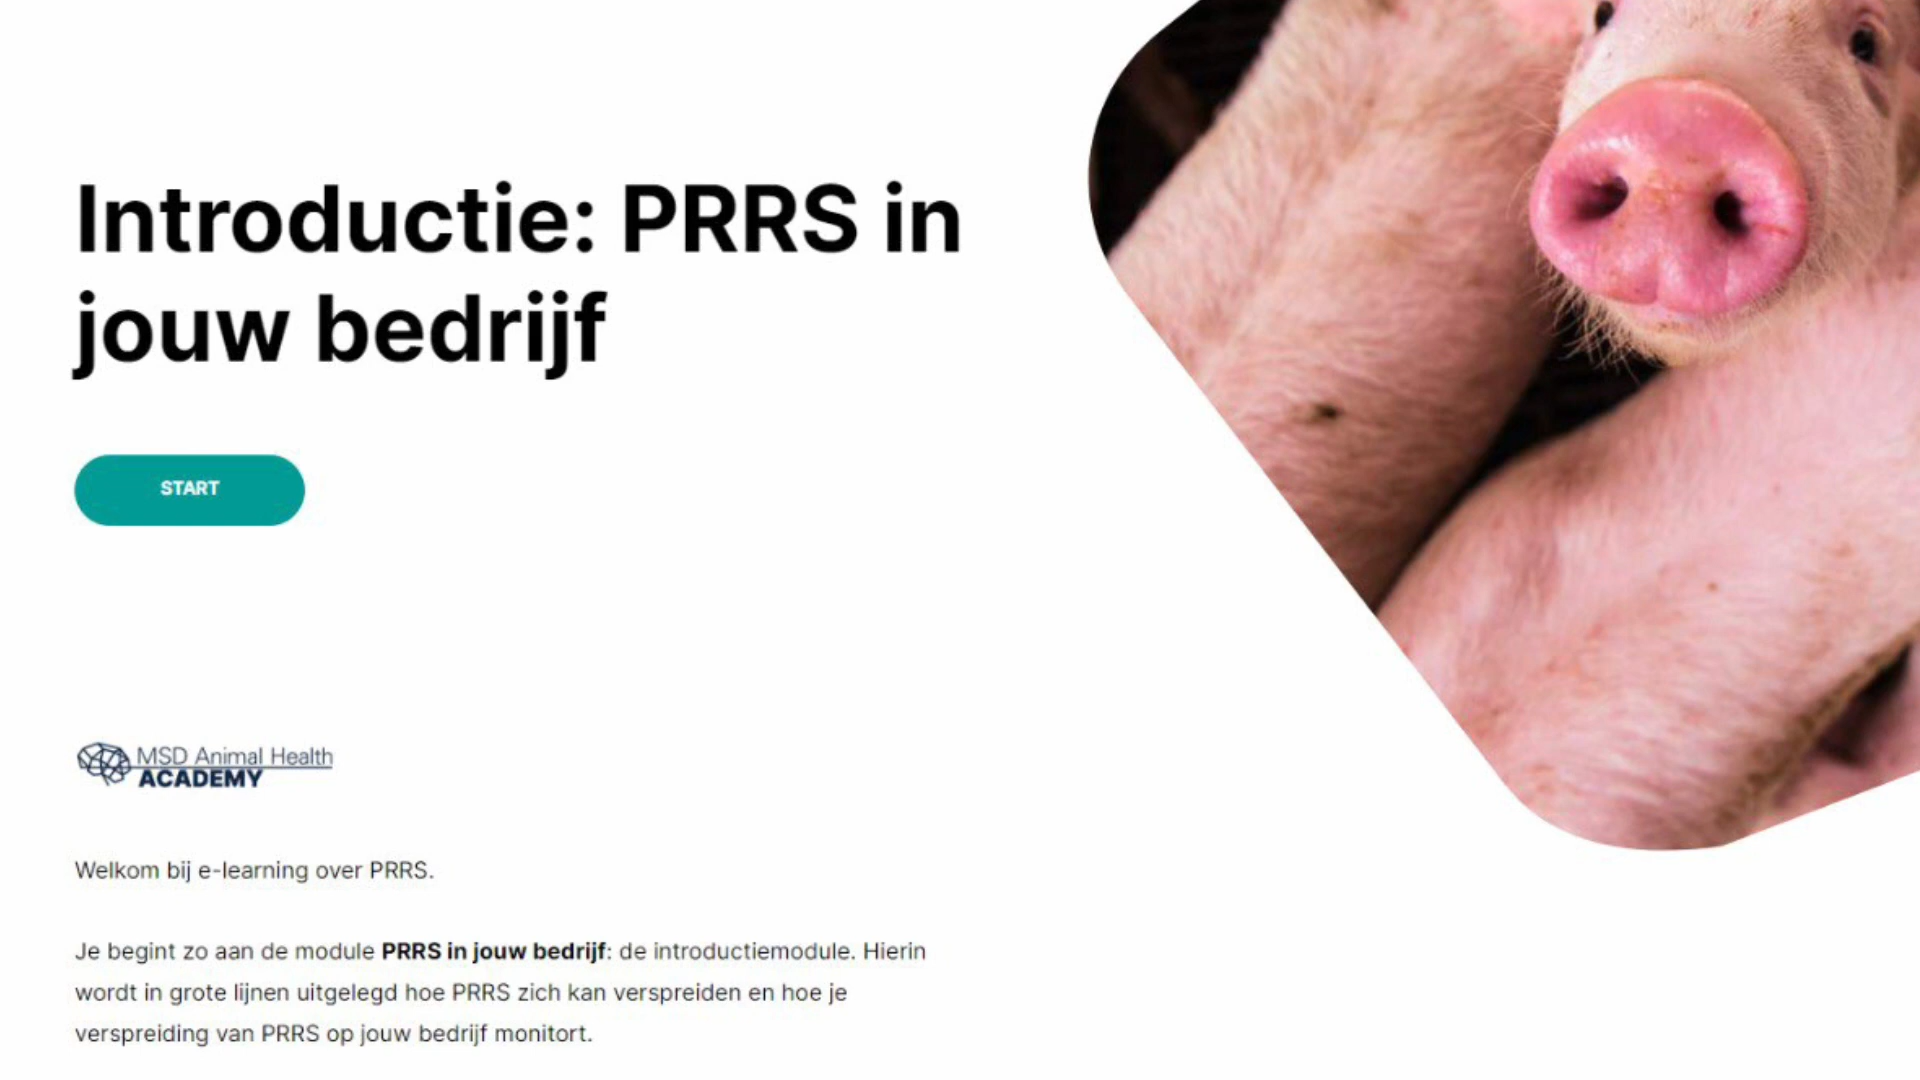 Introductie: PRRS in
jouw bedrijf
START
MSD Animal Health
ACADEMY
Welkom bij e-learning over PRRS.
Je begint zo aan de module PRRS in jouw bedrijf: de introductiemodule. Hierin
wordt in grote lijnen uitgelegd hoe PRRS zich kan verspreiden en hoe je
verspreiding van PRRS op jouw bedrijf monitort.